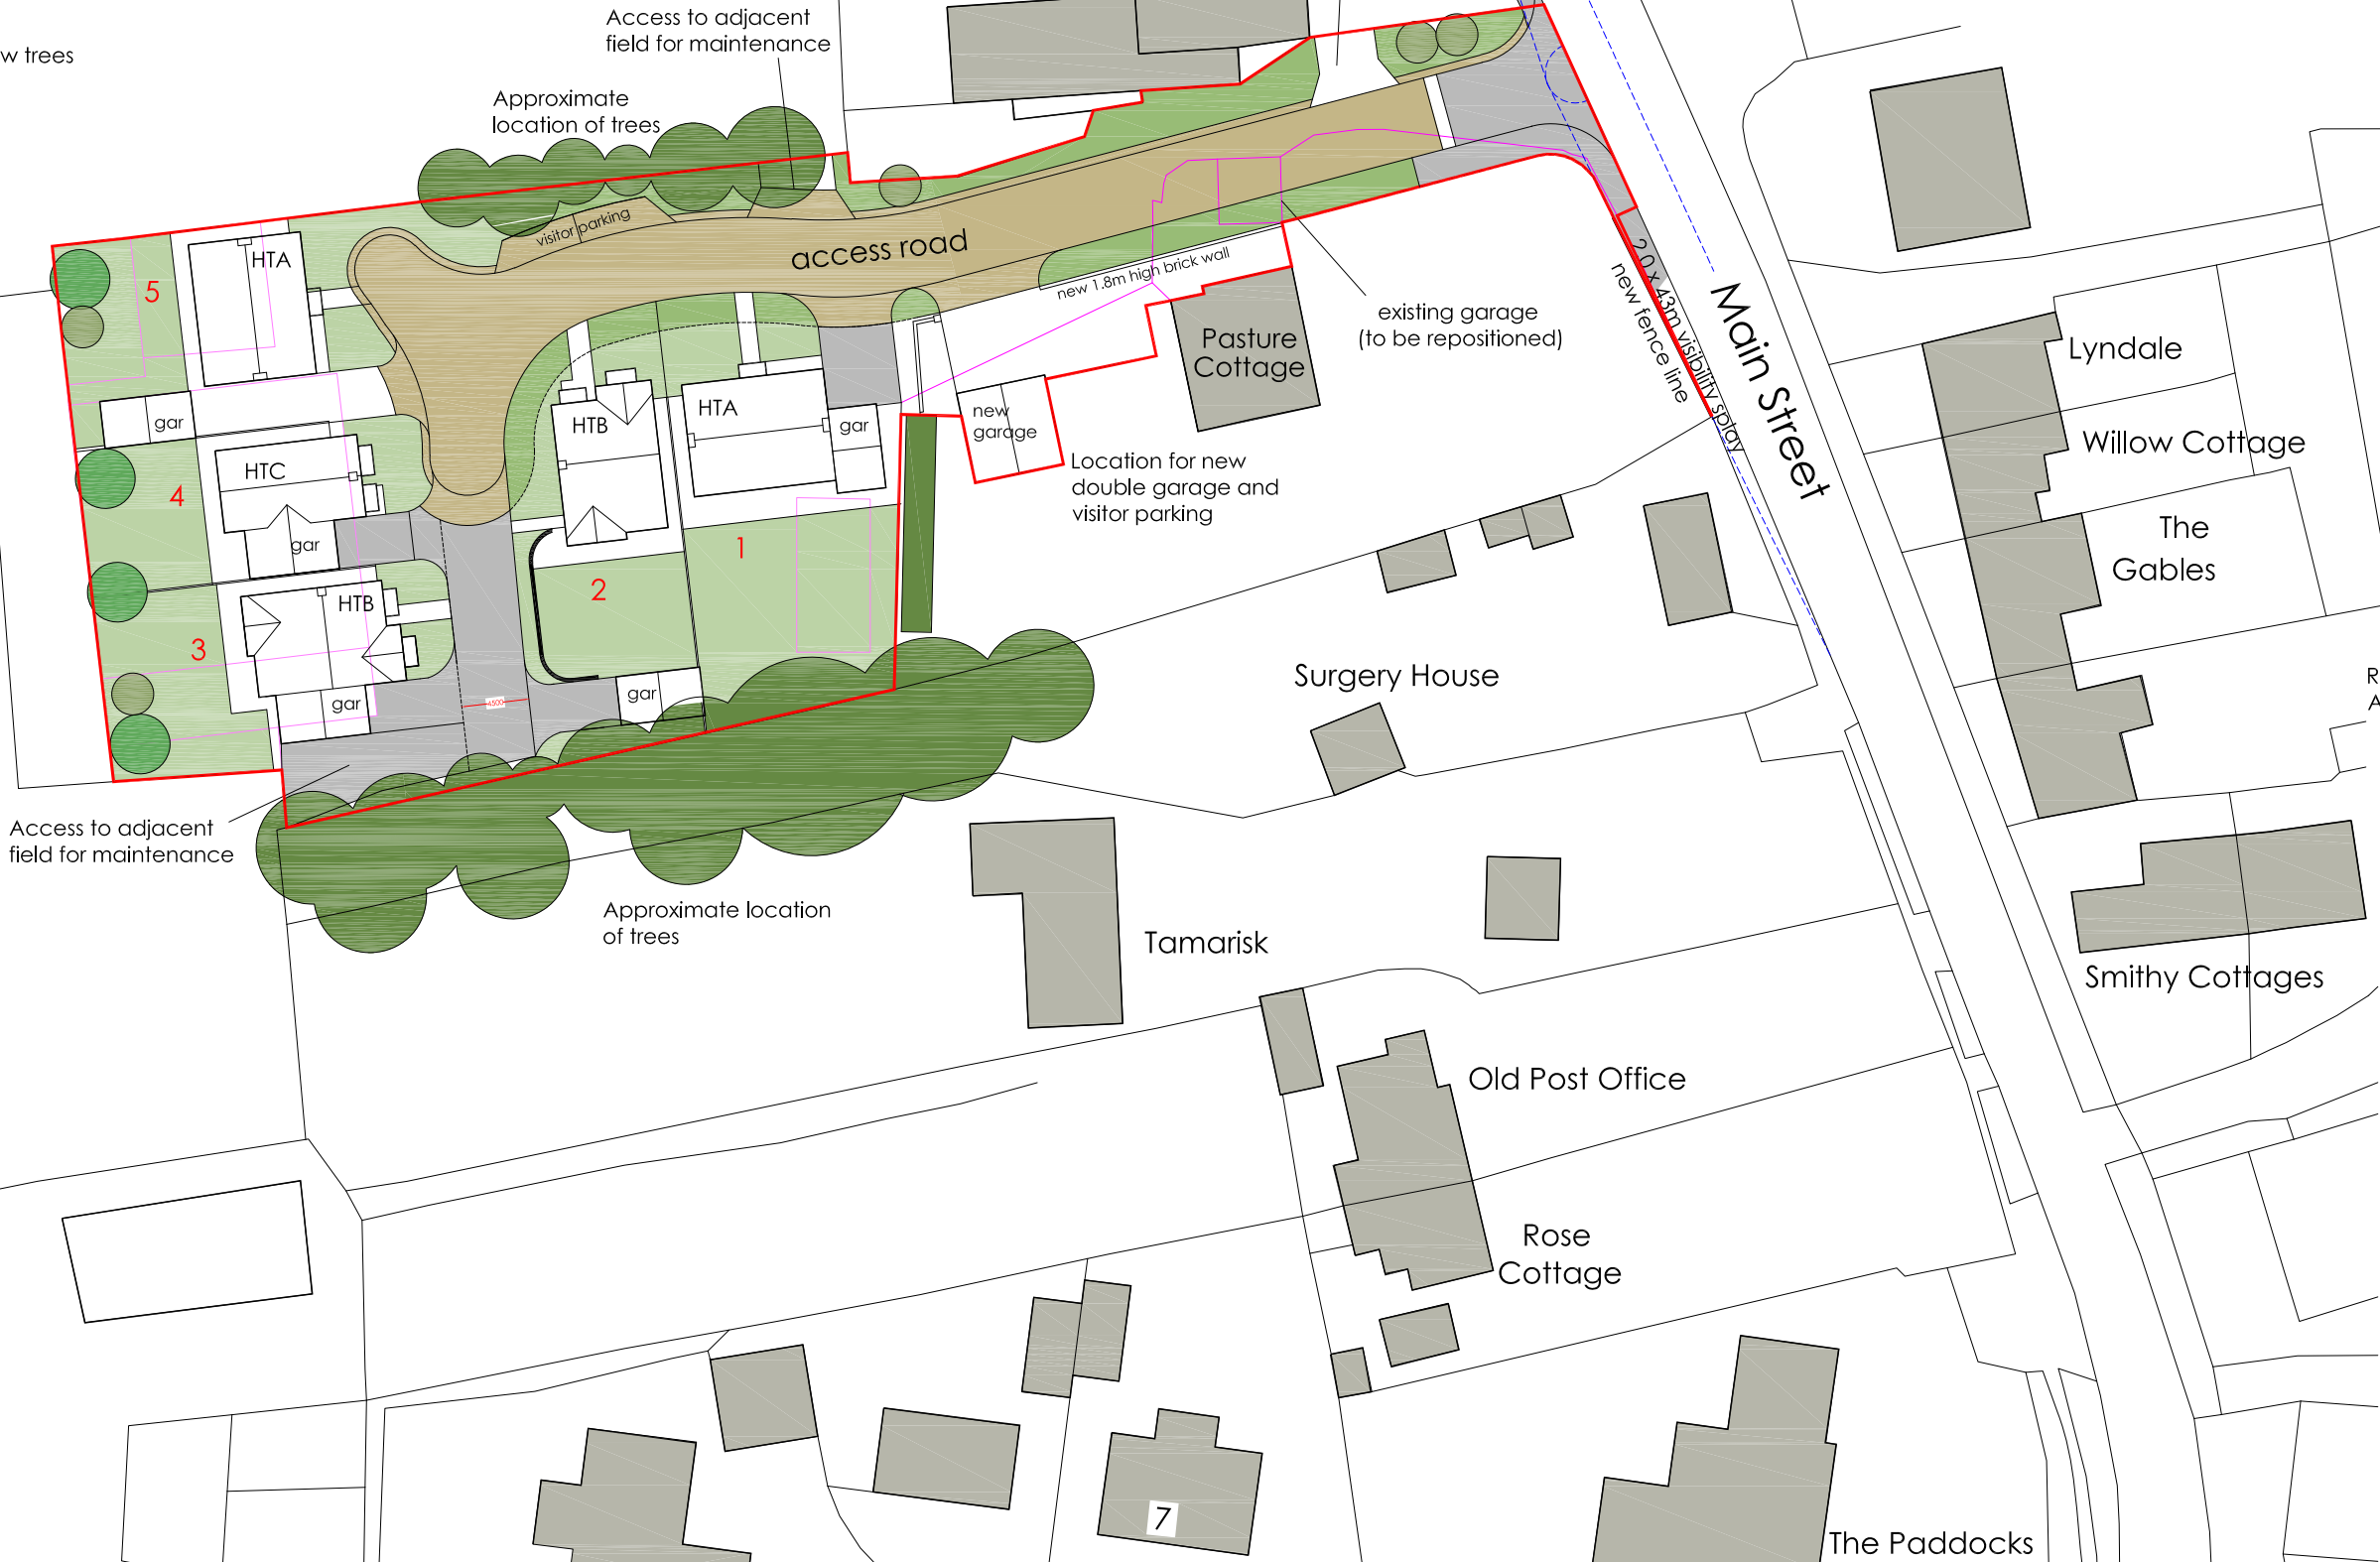 Access to adjacent
field for maintenance
w trees
Approximate
location of trees
visitor parking
access road
HTA
5
new 1.8m high brick wall
2.0 x 43m visibility splay
new fence line
Main Street
existing garage
(to be repositioned)
Pasture
Cottage
Lyndale
HTB
HTA
gar
gar
new
garage
Willow Cottage
HTC
4
Location for new
double garage and
visitor parking
gar
1
The
Gables
HTB
2
3
Surgery House
R
A
gar
4500
gar
Access to adjacent
field for maintenance
Approximate location
of trees
Tamarisk
Smithy Cottages
Old Post Office
Rose
Cottage
7
The Paddocks